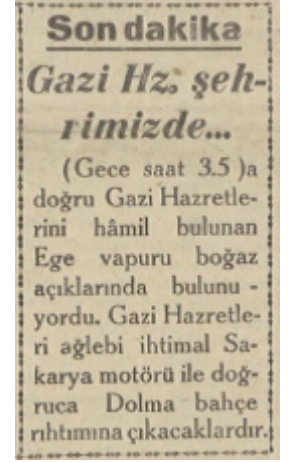 Son dakika
Gazi Hz. şeh-
rimizde...
(Gece saat 3.5 )a
doğru Gazi Hazretle-
rini hâmil bulunan
Ege vapuru boğaz
açıklarında bulunu -
yordu. Gazi Hazretle-
ri ağlebi ihtimal Sa-
karya motörü ile doğ-
ruca Dolma bahçe
rıhtımına çıkacaklardır.